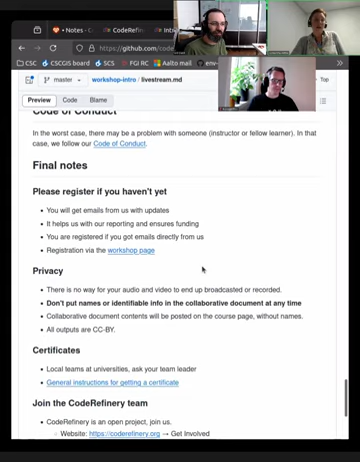 • Notes - C
CodeRefin
https://github.com/code
CSC
CSCGIS board
SCS
FGJ RC
Aalto mail
env-
master
workshop-intro / livestream.md
Top
Preview
Code
Blame
Code of Conduct
In the worst case, there may be a problem with someone (instructor or fellow learner). In that
case, we follow our Code of Conduct.
Final notes
Please register if you haven't yet
• You will get emails from us with updates
• It helps us with our reporting and ensures funding
• You are registered if you got emails directly from us
• Registration via the workshop page
Privacy
• There is no way for your audio and video to end up broadcasted or recorded.
• Don't put names or identifiable info in the collaborative document at any time
• Collaborative document contents will be posted on the course page, without names.
• All outputs are CC-BY.
Certificates
• Local teams at universities, ask your team leader
• General instructions for getting a certificate
Join the CodeRefinery team
• CodeRefinery is an open project, join us.
◦ Website: https://coderefinery.org → Get Involved